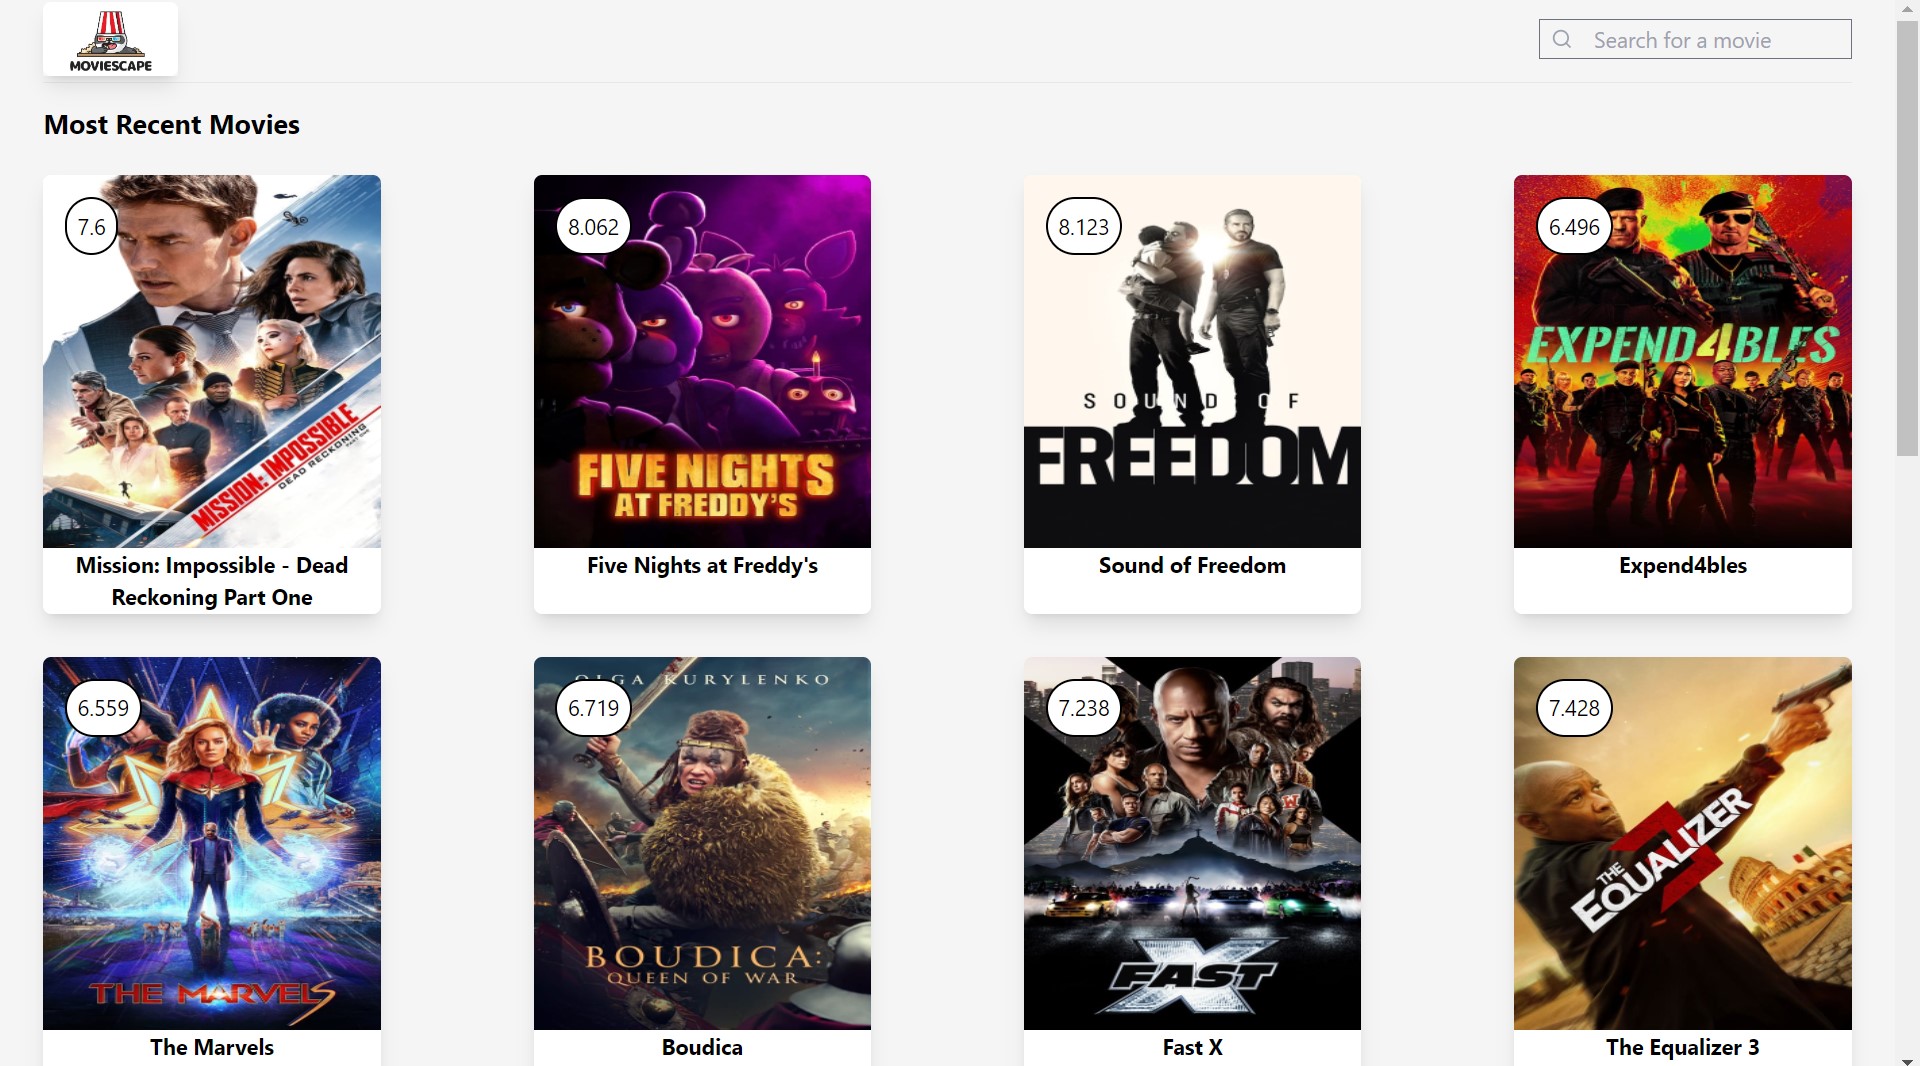 MOVIESCAPE
Search for a movie
Most Recent Movies
7.6
MISSION: IMPOSSIBLE
DEAD RECKONING
PART ONE
Mission: Impossible - Dead
Reckoning Part One
8.062
FIVE NIGHTS
AT FREDDY'S
Five Nights at Freddy's
8.123
SOUND OF
FREEDOM
Sound of Freedom
6.496
EXPEND4BLES
Expend4bles
6.559
THE MARVELS
The Marvels
OLGA KURYLENKO
6.719
BOUDICA:
QUEEN OF WAR
Boudica
7.238
FAST X
Fast X
7.428
THE
EQUALIZER
3
The Equalizer 3